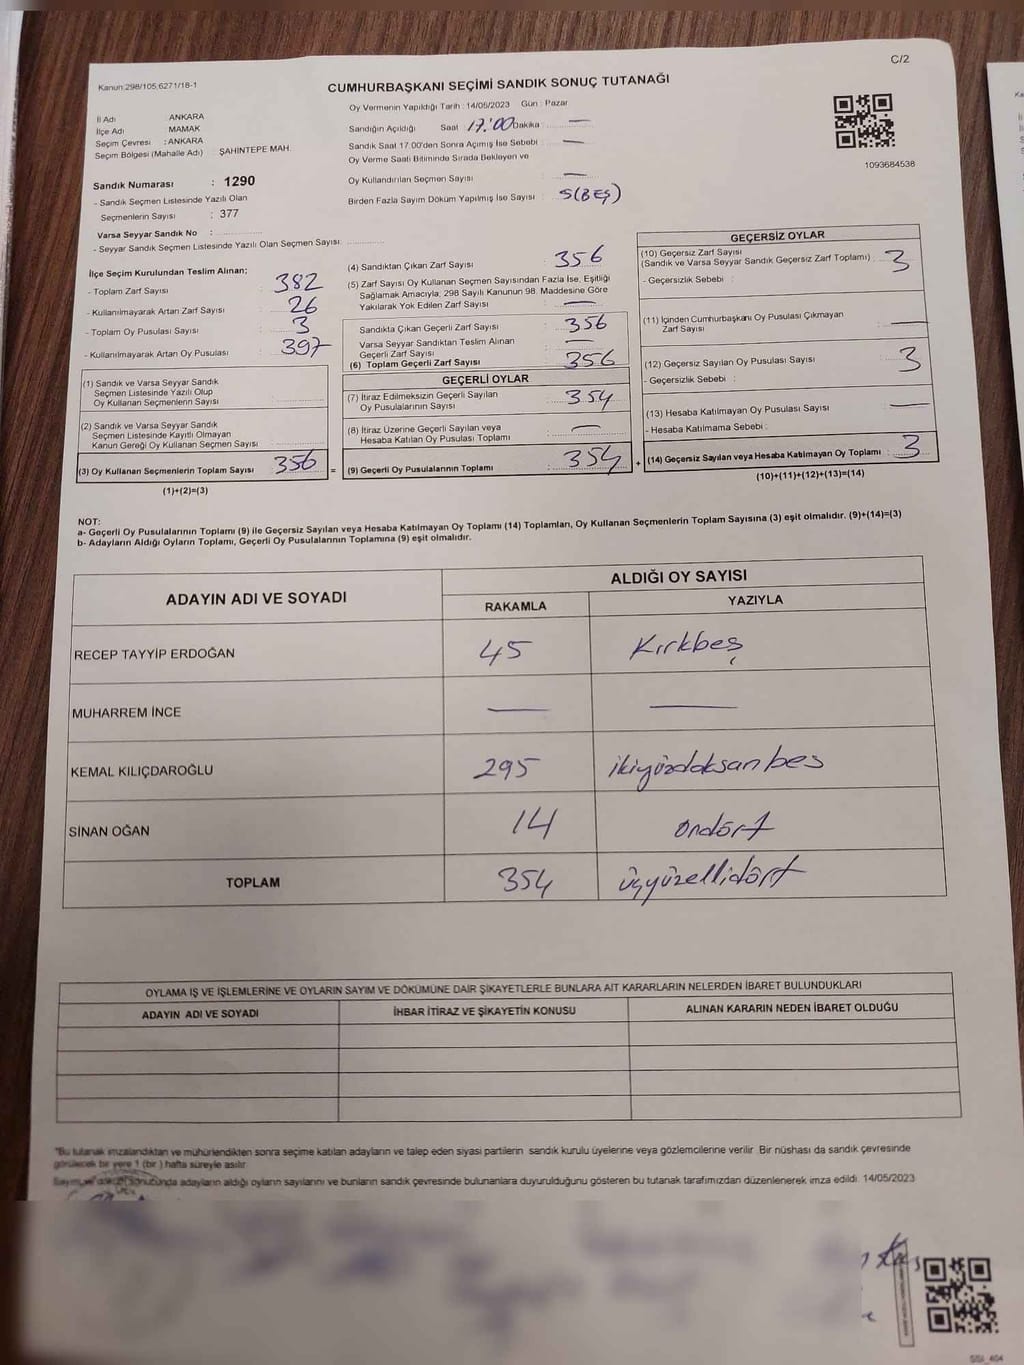 C/2
Kanun:298/105,6271/18-1
CUMHURBAŞKANI SEÇİMİ SANDIK SONUÇ TUTANAĞI
İl Adı ANKARA
İlçe Adı MAMAK
Seçim Çevresi : ANKARA
Seçim Bölgesi (Mahalle Adı) ŞAHİNTEPE MAH.
Oy Vermenin Yapıldığı Tarih : 14/05/2023 Gün : Pazar
Sandığın Açıldığı Saat 17:00 Dakika : —
Sandık Saat 17.00'den Sonra Açımış İse Sebebi : —
Oy Verme Saati Bitiminde Sırada Bekleyen ve
Oy Kullandırılan Seçmen Sayısı —
Birden Fazla Sayım Döküm Yapılmış İse Sayısı : 5(BEŞ)
1093684538
Sandık Numarası : 1290
- Sandık Seçmen Listesinde Yazılı Olan
Seçmenlerin Sayısı : 377
Varsa Seyyar Sandık No :
- Seyyar Sandık Seçmen Listesinde Yazılı Olan Seçmen Sayısı:
İlçe Seçim Kurulundan Teslim Alınan;
- Toplam Zarf Sayısı : 382
- Kullanılmayarak Artan Zarf Sayısı : 26
- Toplam Oy Pusulası Sayısı : 3
- Kullanılmayarak Artan Oy Pusulası : 397
(1) Sandık ve Varsa Seyyar Sandık
Seçmen Listesinde Yazılı Olup
Oy Kullanan Seçmenlerin Sayısı :
(2) Sandık ve Varsa Seyyar Sandık
Seçmen Listesinde Kayıtlı Olmayan
Kanun Gereği Oy Kullanan Seçmen Sayısı :
(3) Oy Kullanan Seçmenlerin Toplam Sayısı : 356 =
(1)+(2)=(3)
(4) Sandıktan Çıkan Zarf Sayısı : 356
(5) Zarf Sayısı Oy Kullanan Seçmen Sayısından Fazla İse, Eşitliği
Sağlamak Amacıyla, 298 Sayılı Kanunun 98. Maddesine Göre
Yakılarak Yok Edilen Zarf Sayısı : —
Sandıkta Çıkan Geçerli Zarf Sayısı : 356
Varsa Seyyar Sandıktan Teslim Alınan
Geçerli Zarf Sayısı : —
(6) Toplam Geçerli Zarf Sayısı : 356
GEÇERLİ OYLAR
(7) İtiraz Edilmeksizin Geçerli Sayılan
Oy Pusulalarının Sayısı : 354
(8) İtiraz Üzerine Geçerli Sayılan veya
Hesaba Katılan Oy Pusulası Toplamı : —
(9) Geçerli Oy Pusulalarının Toplamı : 354 +
GEÇERSİZ OYLAR
(10) Geçersiz Zarf Sayısı
(Sandık ve Varsa Seyyar Sandık Geçersiz Zarf Toplamı) : 3
- Geçersizlik Sebebi :
(11) İçinden Cumhurbaşkanı Oy Pusulası Çıkmayan
Zarf Sayısı : —
(12) Geçersiz Sayılan Oy Pusulası Sayısı : 3
- Geçersizlik Sebebi :
(13) Hesaba Katılmayan Oy Pusulası Sayısı : —
- Hesaba Katılmama Sebebi :
(14) Geçersiz Sayılan veya Hesaba Katılmayan Oy Toplamı : 3
(10)+(11)+(12)+(13)=(14)
NOT:
a- Geçerli Oy Pusulalarının Toplamı (9) ile Geçersiz Sayılan veya Hesaba Katılmayan Oy Toplamı (14) Toplamları, Oy Kullanan Seçmenlerin Toplam Sayısına (3) eşit olmalıdır. (9)+(14)=(3)
b- Adayların Aldığı Oyların Toplamı, Geçerli Oy Pusulalarının Toplamına (9) eşit olmalıdır.
ADAYIN ADI VE SOYADI ALDIĞI OY SAYISI
RAKAMLA YAZIYLA
RECEP TAYYİP ERDOĞAN 45 Kırkbeş
MUHARREM İNCE — —
KEMAL KILIÇDAROĞLU 295 ikiyüzdoksanbes
SİNAN OĞAN 14 ondört
TOPLAM 354 üçyüzellidört
OYLAMA İŞ VE İŞLEMLERİNE VE OYLARIN SAYIM VE DÖKÜMÜNE DAİR ŞİKAYETLERLE BUNLARA AİT KARARLARIN NELERDEN İBARET BULUNDUKLARI
ADAYIN ADI VE SOYADI İHBAR İTİRAZ VE ŞİKAYETİN KONUSU ALINAN KARARIN NEDEN İBARET OLDUĞU
"Bu tutanak imzalandıktan ve mühürlendikten sonra seçime katılan adayların ve talep eden siyasi partilerin sandık kurulu üyelerine veya gözlemcilerine verilir. Bir nüshası da sandık çevresinde
görülecek bir yere 1 (bir ) hafta süreyle asılır.
Sayım ve döküm sonucunda adayların aldığı oyların sayılarını ve bunların sandık çevresinde bulunanlara duyurulduğunu gösteren bu tutanak tarafımızdan düzenlenerek imza edildi. 14/05/2023
SSI_404